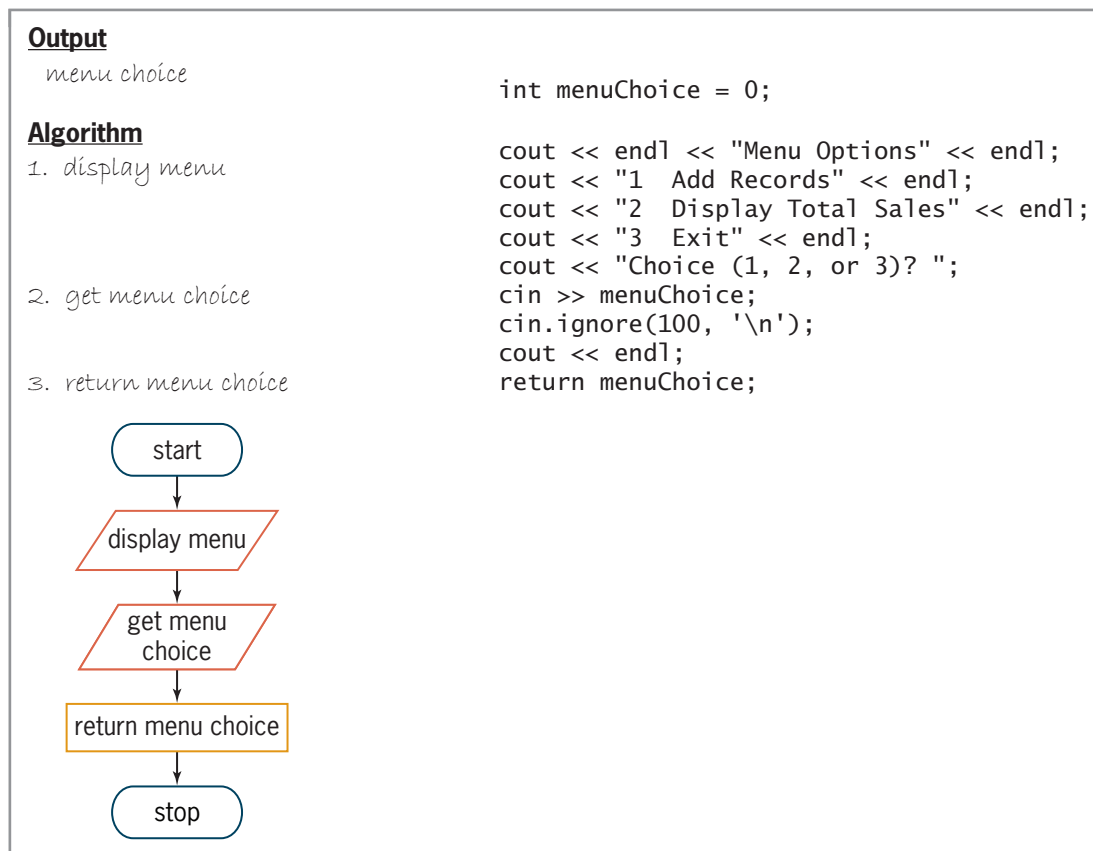 Output
menu choice
int menuChoice = 0;
Algorithm
1. display menu
cout << endl << "Menu Options" << endl;
cout << "1  Add Records" << endl;
cout << "2  Display Total Sales" << endl;
cout << "3  Exit" << endl;
cout << "Choice (1, 2, or 3)? ";
2. get menu choice
cin >> menuChoice;
cin.ignore(100, '\n');
cout << endl;
3. return menu choice
return menuChoice;
start
display menu
get menu
choice
return menu choice
stop